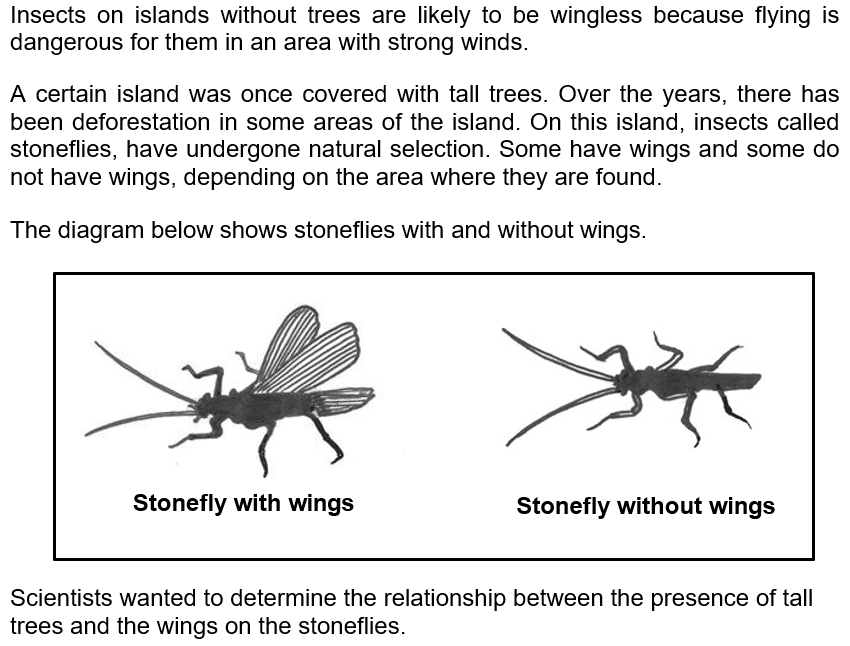 Insects on islands without trees are likely to be wingless because flying is
dangerous for them in an area with strong winds.
A certain island was once covered with tall trees. Over the years, there has
been deforestation in some areas of the island. On this island, insects called
stoneflies, have undergone natural selection. Some have wings and some do
not have wings, depending on the area where they are found.
The diagram below shows stoneflies with and without wings.
Stonefly with wings
Stonefly without wings
Scientists wanted to determine the relationship between the presence of tall
trees and the wings on the stoneflies.